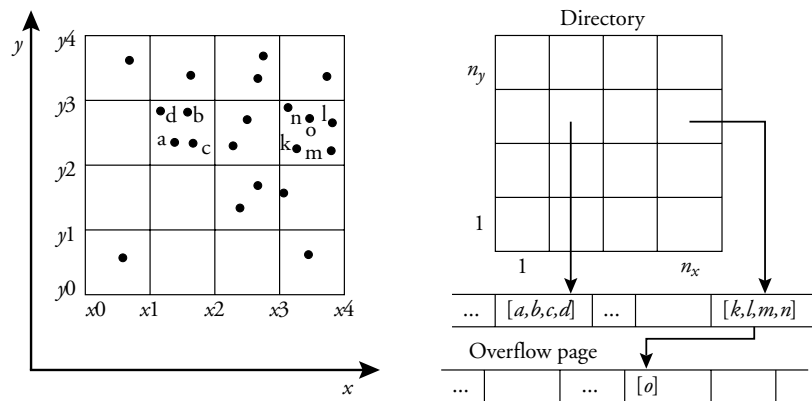 Directory
y
y4
n_y
y3
d b
n l
o
a c
k m
y2
y1
1
y0
1 n_x
x0 x1 x2 x3 x4
... [a,b,c,d] ... [k,l,m,n]
Overflow page
x
... ... [o]